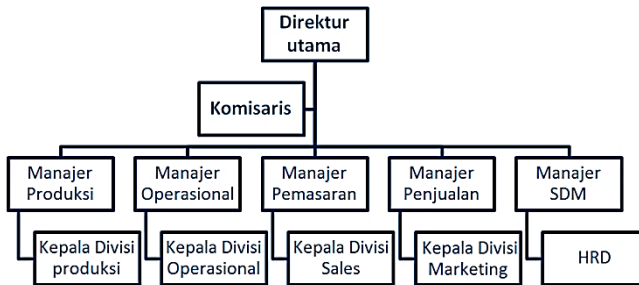 Direktur
utama
Komisaris
Manajer
Produksi
Manajer
Operasional
Manajer
Pemasaran
Manajer
Penjualan
Manajer
SDM
Kepala Divisi
produksi
Kepala Divisi
Operasional
Kepala Divisi
Sales
Kepala Divisi
Marketing
HRD